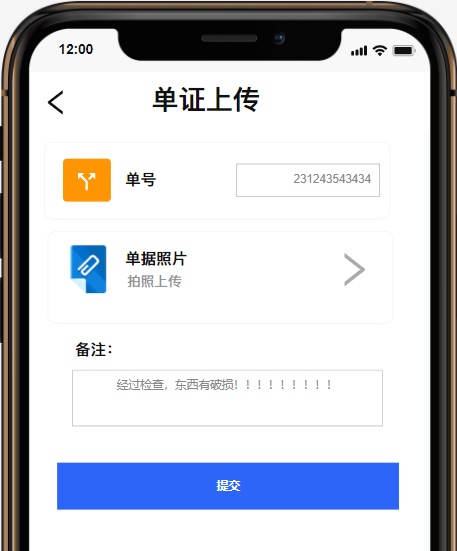 12:00
单证上传
单号
231243543434
单据照片
拍照上传
备注：
经过检查，东西有破损！！！！！！！！！
提交